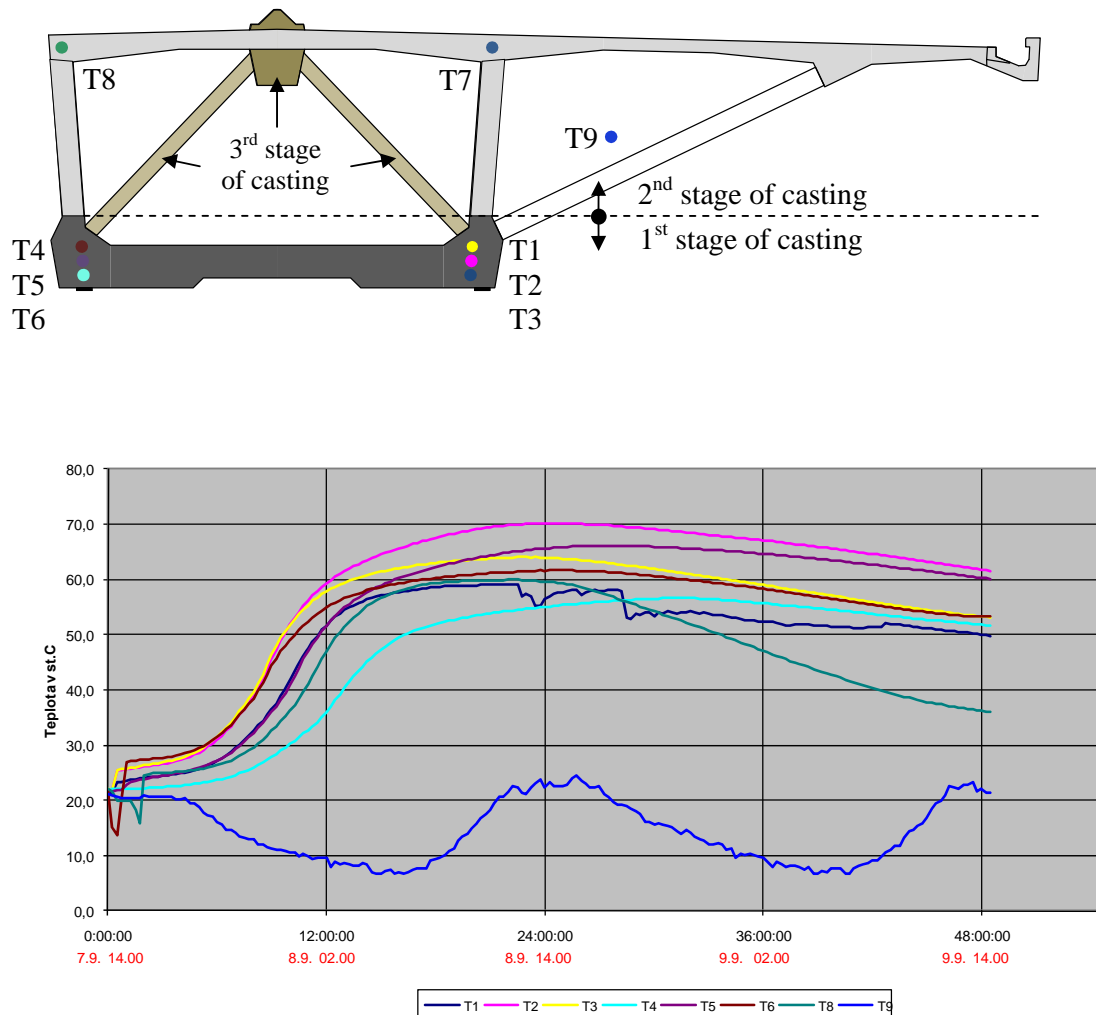 T8
T7
T9
3rd stage
of casting
2nd stage of casting
1st stage of casting
T4
T5
T6
T1
T2
T3
80,0
70,0
60,0
50,0
40,0
30,0
20,0
10,0
0,0
Teplota v st.C
0:00:00 12:00:00 24:00:00 36:00:00 48:00:00
7.9. 14.00 8.9. 02.00 8.9. 14.00 9.9. 02.00 9.9. 14.00
T1 T2 T3 T4 T5 T6 T8 T9